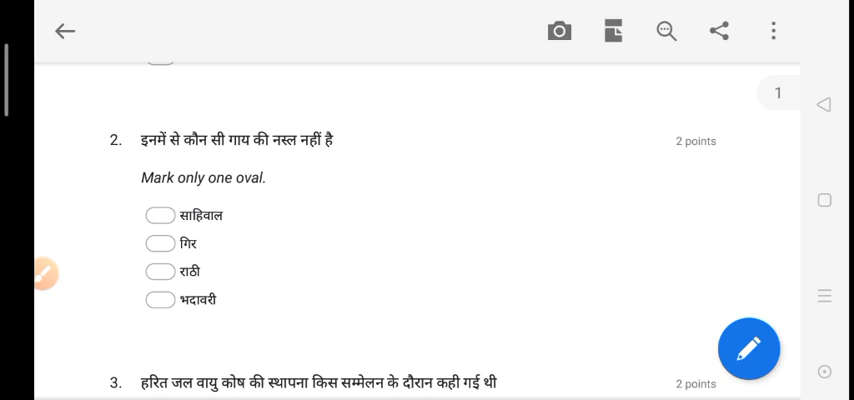 1
2. इनमें से कौन सी गाय की नस्ल नहीं है 2 points
Mark only one oval.
साहिवाल
गिर
राठी
भदावरी
3. हरित जल वायु कोष की स्थापना किस सम्मेलन के दौरान कही गई थी 2 points